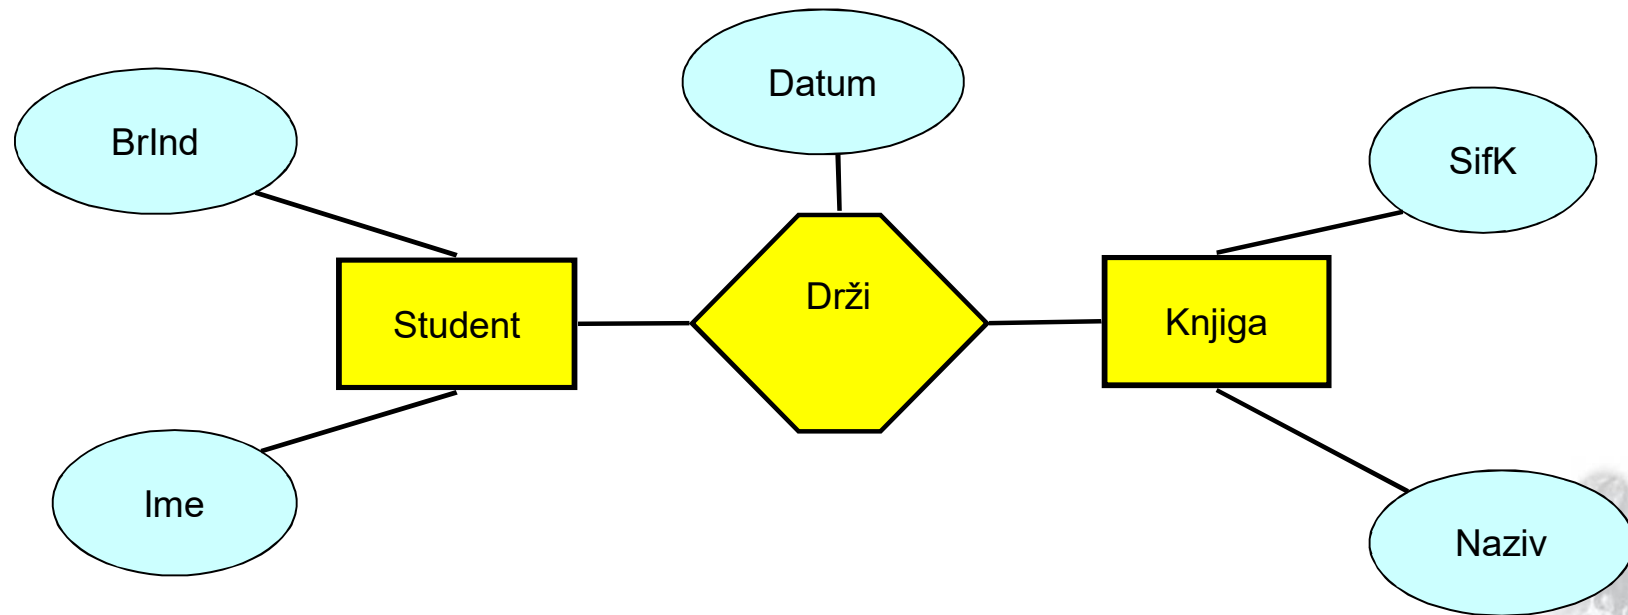 Datum
BrInd
SifK
Drži
Student
Knjiga
Ime
Naziv